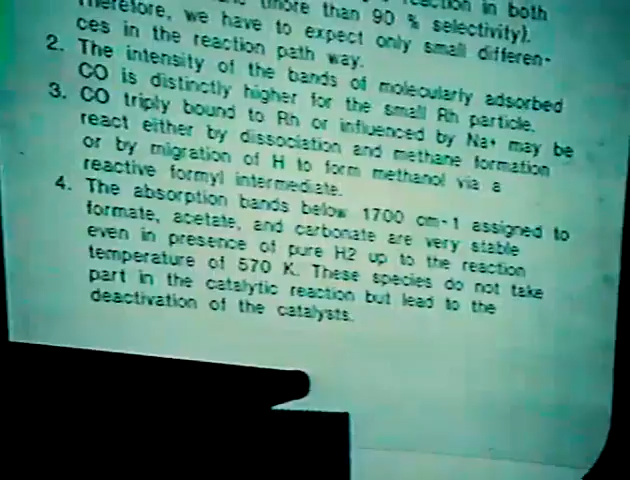 in both
(more than 90 % selectivity).
Therefore, we have to expect only small differen-
ces in the reaction path way.
2. The intensity of the bands of molecularly adsorbed
CO is distinctly higher for the small Rh particle.
3. CO triply bound to Rh or influenced by Na+ may be
react either by dissociation and methane formation
or by migration of H to form methanol via a
reactive formyl intermediate.
4. The absorption bands below 1700 cm-1 assigned to
formate, acetate, and carbonate are very stable
even in presence of pure H2 up to the reaction
temperature of 570 K. These species do not take
part in the catalytic reaction but lead to the
deactivation of the catalysts.